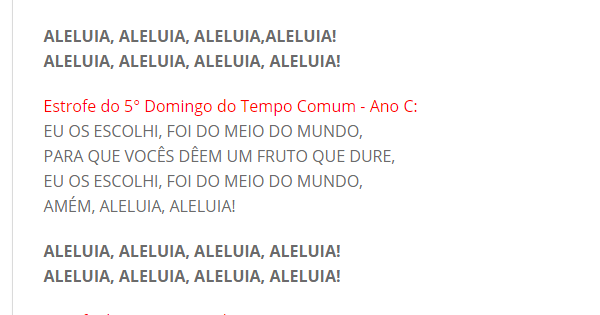 ALELUIA, ALELUIA, ALELUIA,ALELUIA!
ALELUIA, ALELUIA, ALELUIA, ALELUIA!
Estrofe do 5° Domingo do Tempo Comum - Ano C:
EU OS ESCOLHI, FOI DO MEIO DO MUNDO,
PARA QUE VOCÊS DÊEM UM FRUTO QUE DURE,
EU OS ESCOLHI, FOI DO MEIO DO MUNDO,
AMÉM, ALELUIA, ALELUIA!
ALELUIA, ALELUIA, ALELUIA, ALELUIA!
ALELUIA, ALELUIA, ALELUIA, ALELUIA!